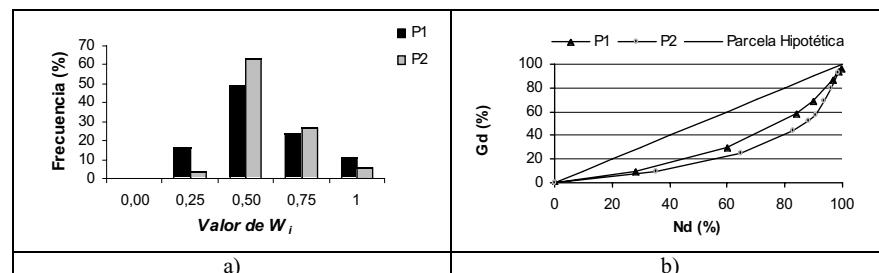 P1
P2
Frecuencia (%)
70
60
50
40
30
20
10
0
0,00 0,25 0,50 0,75 1
Valor de W i
a)
P1 P2 Parcela Hipotética
Gd (%)
100
80
60
40
20
0
0 20 40 60 80 100
Nd (%)
b)